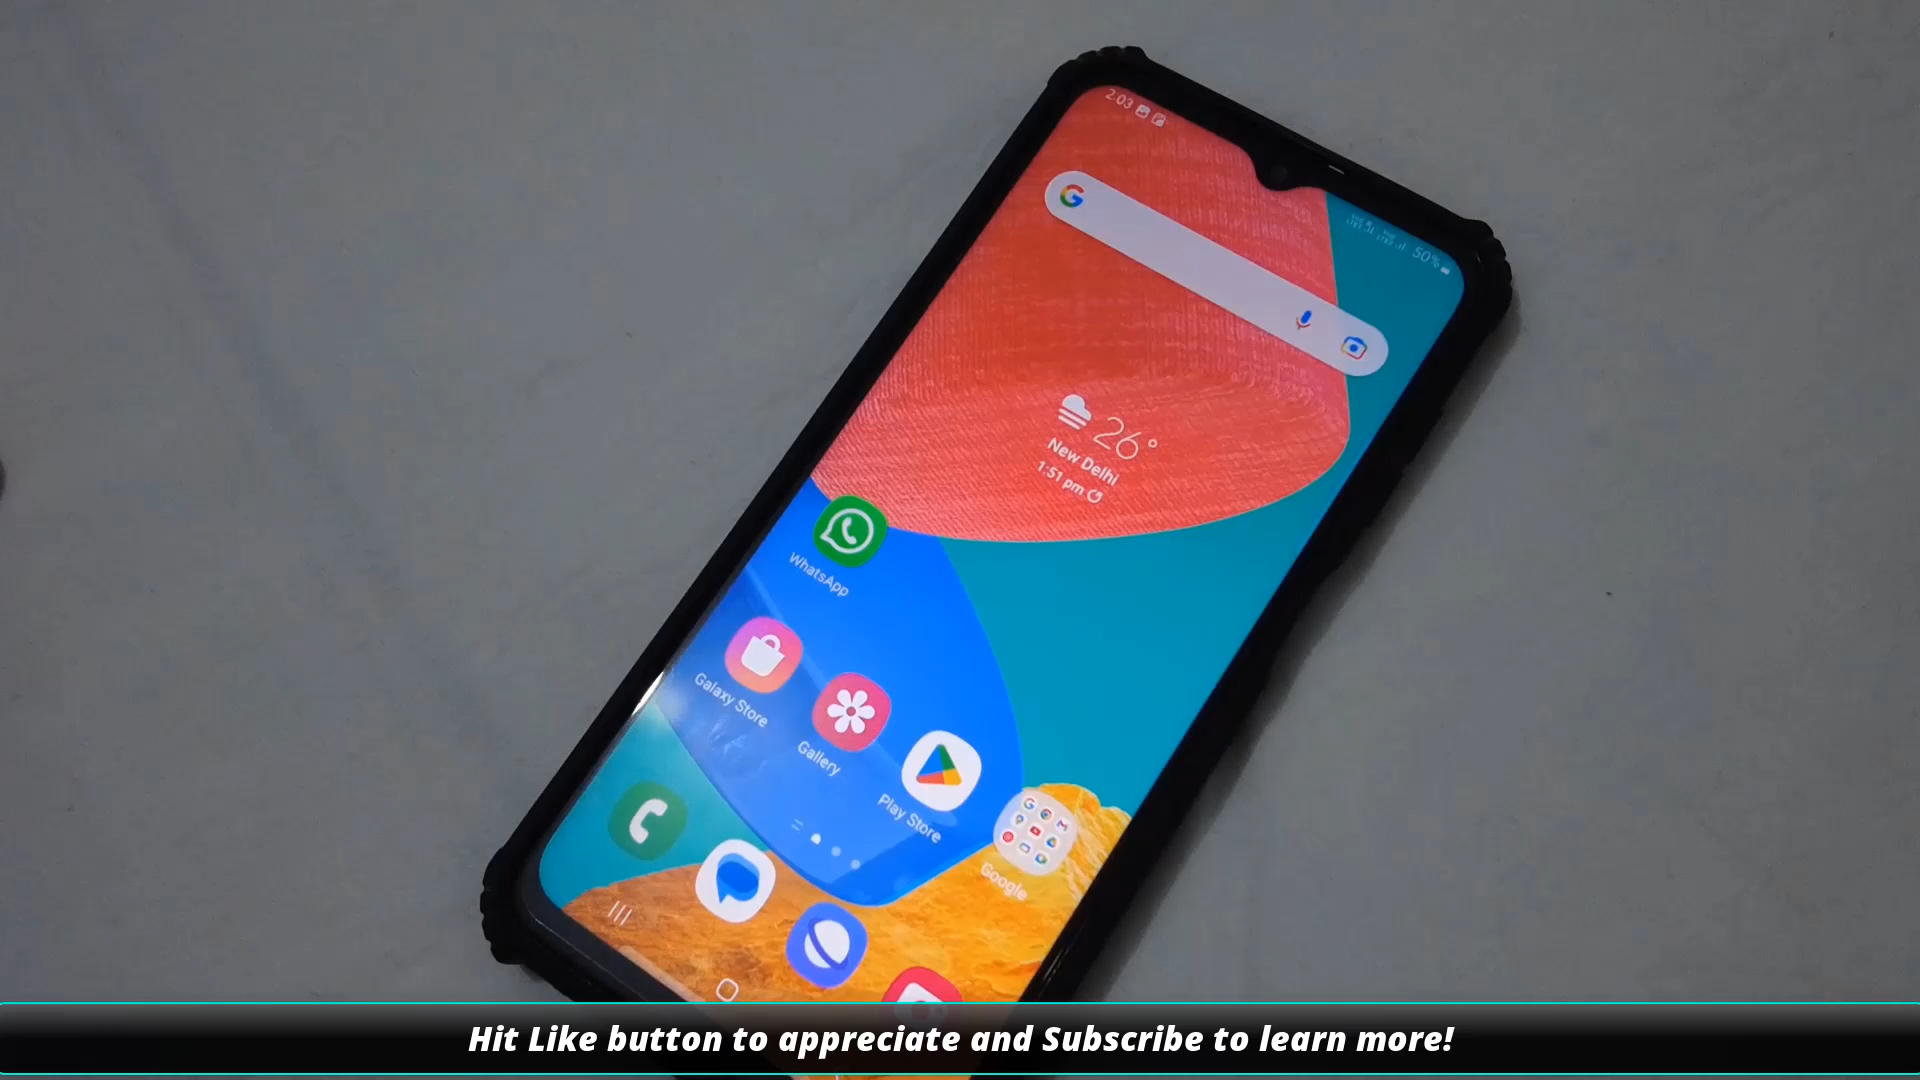 2:03
50%
26°
New Delhi
1:51 pm
WhatsApp
Galaxy Store
Gallery
Play Store
Google
Hit Like button to appreciate and Subscribe to learn more!